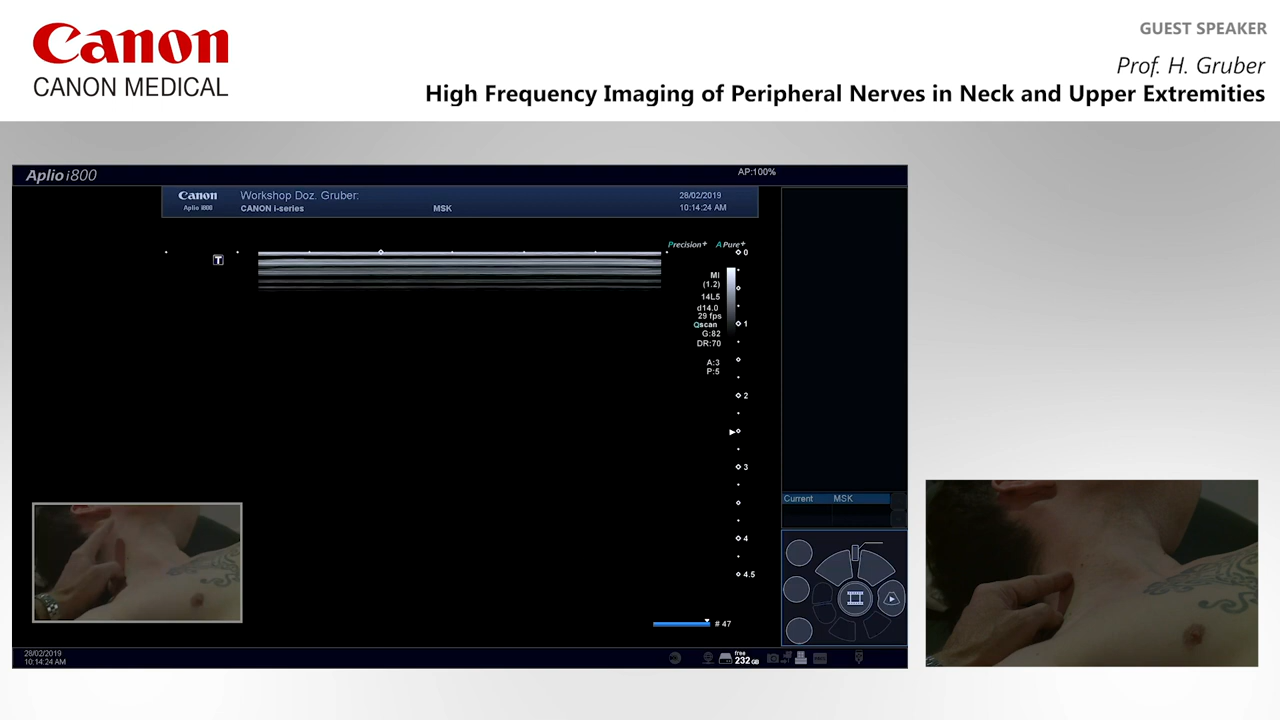 Canon
CANON MEDICAL
GUEST SPEAKER
Prof. H. Gruber
High Frequency Imaging of Peripheral Nerves in Neck and Upper Extremities
Aplio i800
AP:100%
Canon
Workshop Doz. Gruber:
28/02/2019
Aplio i800
CANON i-series
MSK
10:14:24 AM
Precision+
A Pure+
T
0
MI
(1.2)
14L5
d14.0
29 fps
Qscan
G:82
DR:70
A:3
P:5
1
2
3
4
4.5
Current
MSK
# 47
28/02/2019
10:14:24 AM
free
232 GB